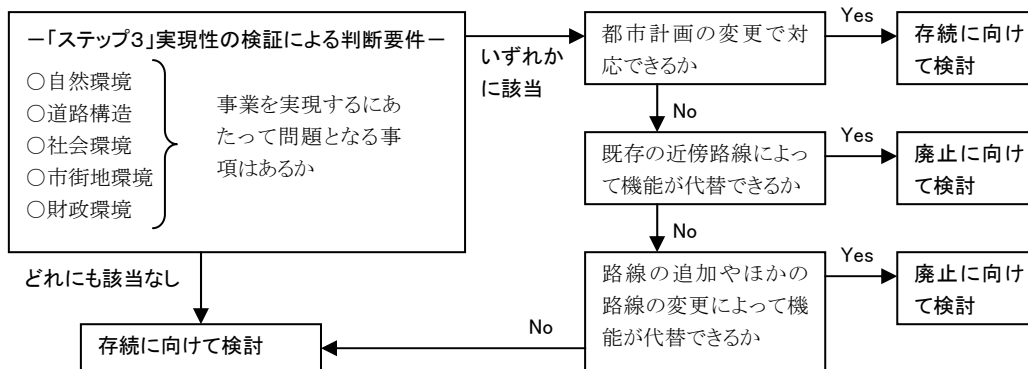 －「ステップ３」実現性の検証による判断要件－
○自然環境
○道路構造
○社会環境
○市街地環境
○財政環境
事業を実現するにあ
たって問題となる事
項はあるか
いずれか
に該当
都市計画の変更で対
応できるか
Yes
存続に向け
て検討
No
既存の近傍路線によっ
て機能が代替できるか
Yes
廃止に向け
て検討
No
路線の追加やほかの
路線の変更によって機
能が代替できるか
Yes
廃止に向け
て検討
どれにも該当なし
No
存続に向けて検討